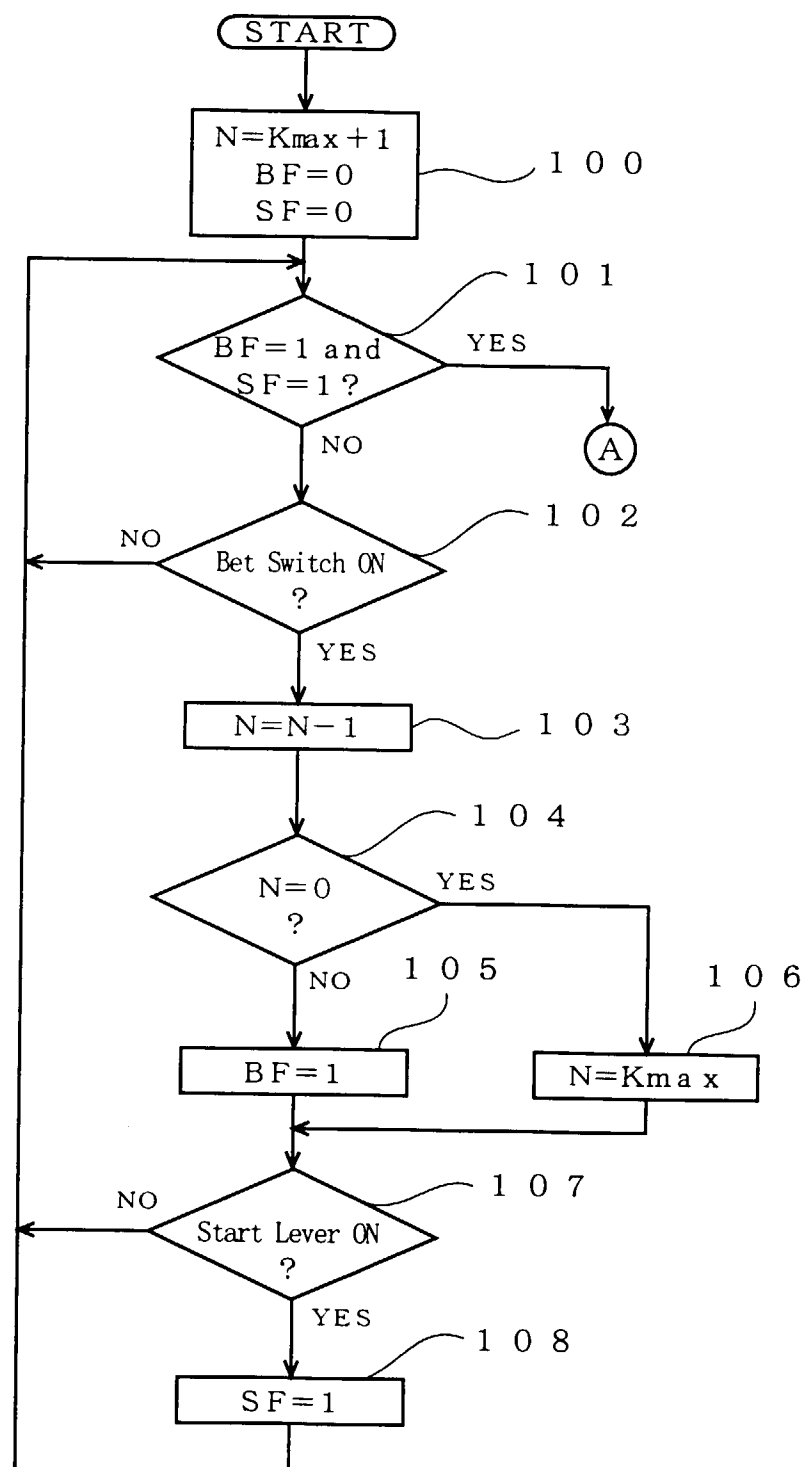 START
N=Kmax+1
BF=0
SF=0
100
101
BF=1 and
SF=1?
YES
A
NO
102
NO
Bet Switch ON
?
YES
N=N-1
103
104
N=0
?
YES
NO
105
106
BF=1
N=Kmax
107
NO
Start Lever ON
?
YES
108
SF=1